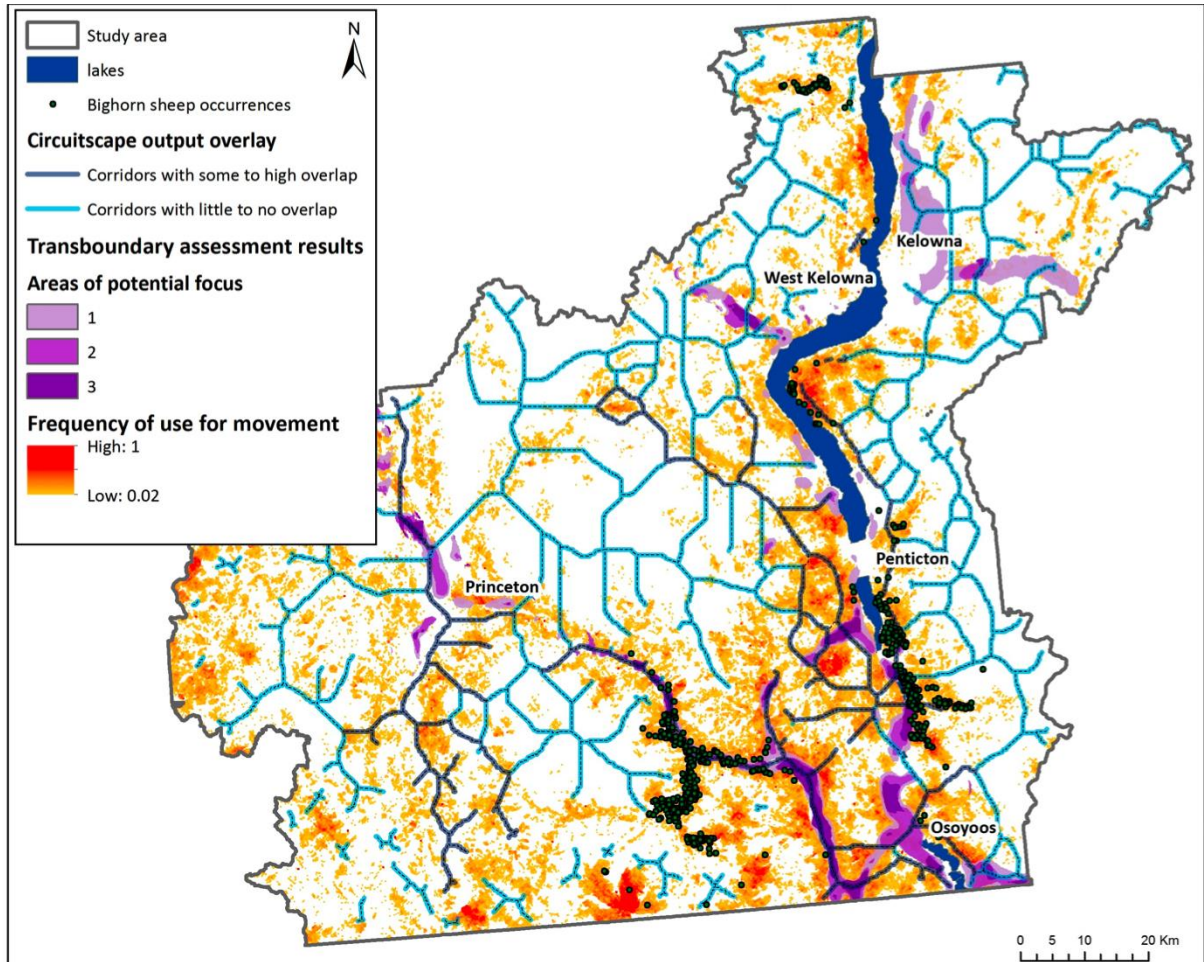 Study area
lakes
Bighorn sheep occurrences
Circuitscape output overlay
Corridors with some to high overlap
Corridors with little to no overlap
Transboundary assessment results
Areas of potential focus
1
2
3
Frequency of use for movement
High: 1
Low: 0.02
N
Kelowna
West Kelowna
Penticton
Princeton
Osoyoos
0 5 10 20 Km